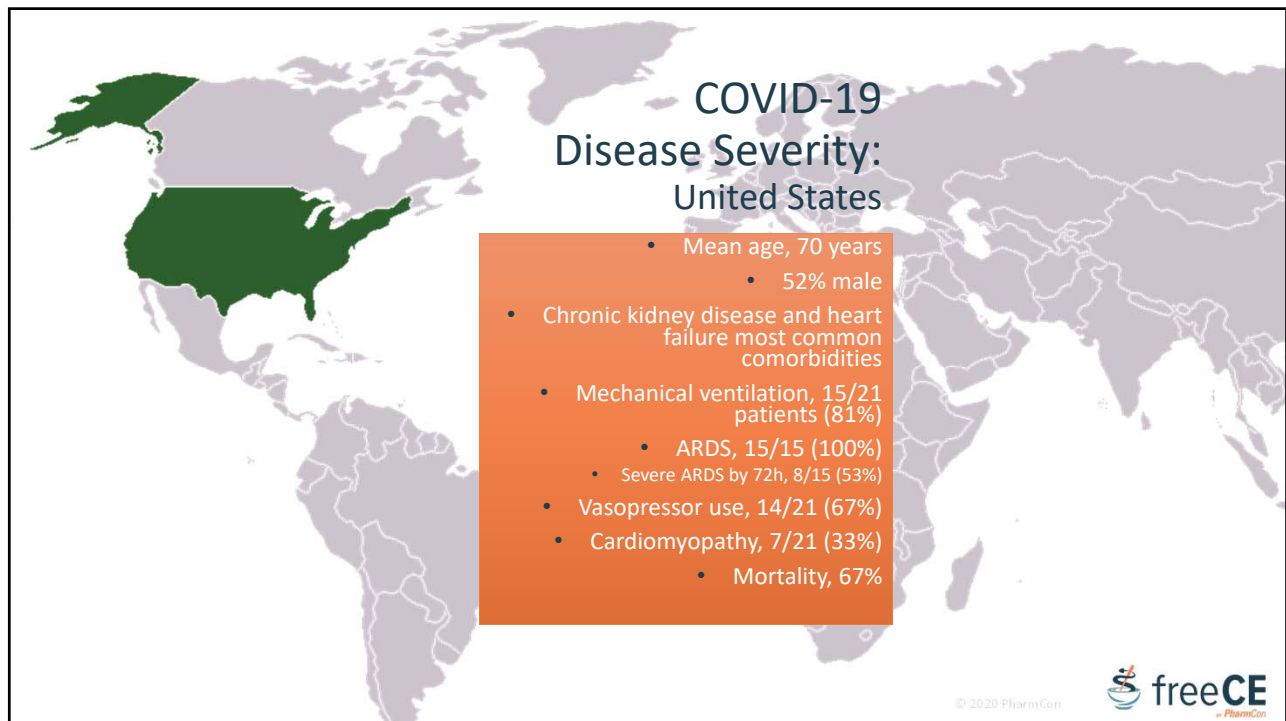 COVID-19
Disease Severity:
United States
• Mean age, 70 years
• 52% male
• Chronic kidney disease and heart
failure most common
comorbidities
• Mechanical ventilation, 15/21
patients (81%)
• ARDS, 15/15 (100%)
• Severe ARDS by 72h, 8/15 (53%)
• Vasopressor use, 14/21 (67%)
• Cardiomyopathy, 7/21 (33%)
• Mortality, 67%
© 2020 PharmCon
freeCE
BY PharmCon